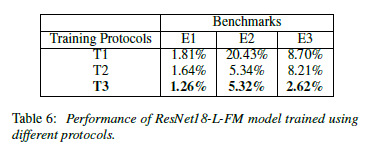 Benchmarks
Training Protocols E1 E2 E3
T1 1.81% 20.43% 8.70%
T2 1.64% 5.34% 8.21%
T3 1.26% 5.32% 2.62%
Table 6: Performance of ResNet18-L-FM model trained using
different protocols.